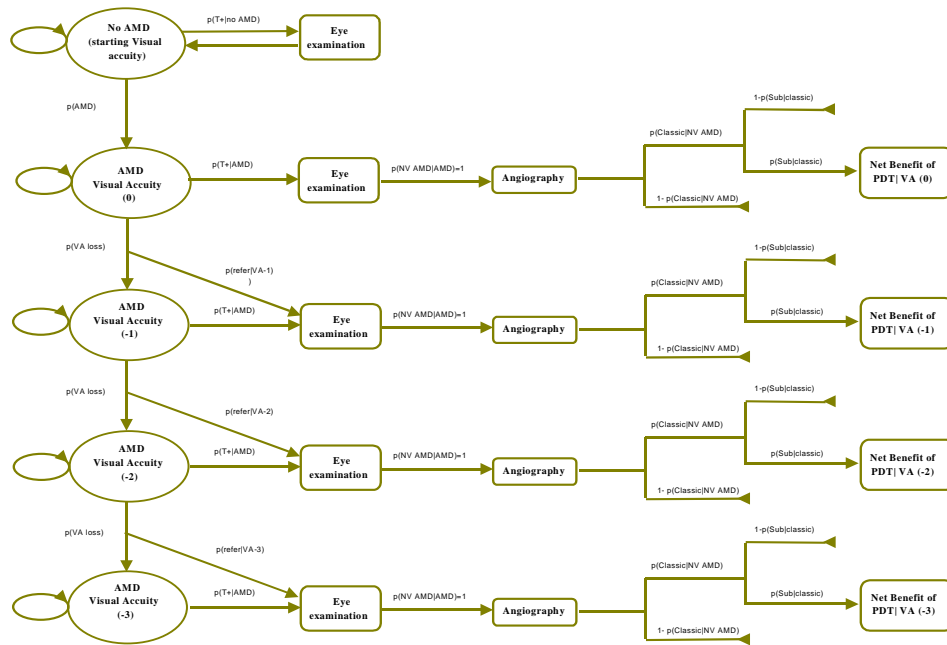 No AMD
(starting Visual
accuity)
p(T+|no AMD)
Eye
examination
p(AMD)
AMD
Visual Accuity
(0)
p(T+|AMD)
Eye
examination
p(NV AMD|AMD)=1
Angiography
p(Classic|NV AMD)
1- p(Classic|NV AMD)
1-p(Sub|classic)
p(Sub|classic)
Net Benefit of
PDT| VA (0)
p(VA loss)
p(refer|VA-1)
)
AMD
Visual Accuity
(-1)
p(T+|AMD)
Eye
examination
p(NV AMD|AMD)=1
Angiography
p(Classic|NV AMD)
1- p(Classic|NV AMD)
1-p(Sub|classic)
p(Sub|classic)
Net Benefit of
PDT| VA (-1)
p(VA loss)
p(refer|VA-2)
AMD
Visual Accuity
(-2)
p(T+|AMD)
Eye
examination
p(NV AMD|AMD)=1
Angiography
p(Classic|NV AMD)
1- p(Classic|NV AMD)
1-p(Sub|classic)
p(Sub|classic)
Net Benefit of
PDT| VA (-2)
p(VA loss)
p(refer|VA-3)
AMD
Visual Accuity
(-3)
p(T+|AMD)
Eye
examination
p(NV AMD|AMD)=1
Angiography
p(Classic|NV AMD)
1- p(Classic|NV AMD)
1-p(Sub|classic)
p(Sub|classic)
Net Benefit of
PDT| VA (-3)